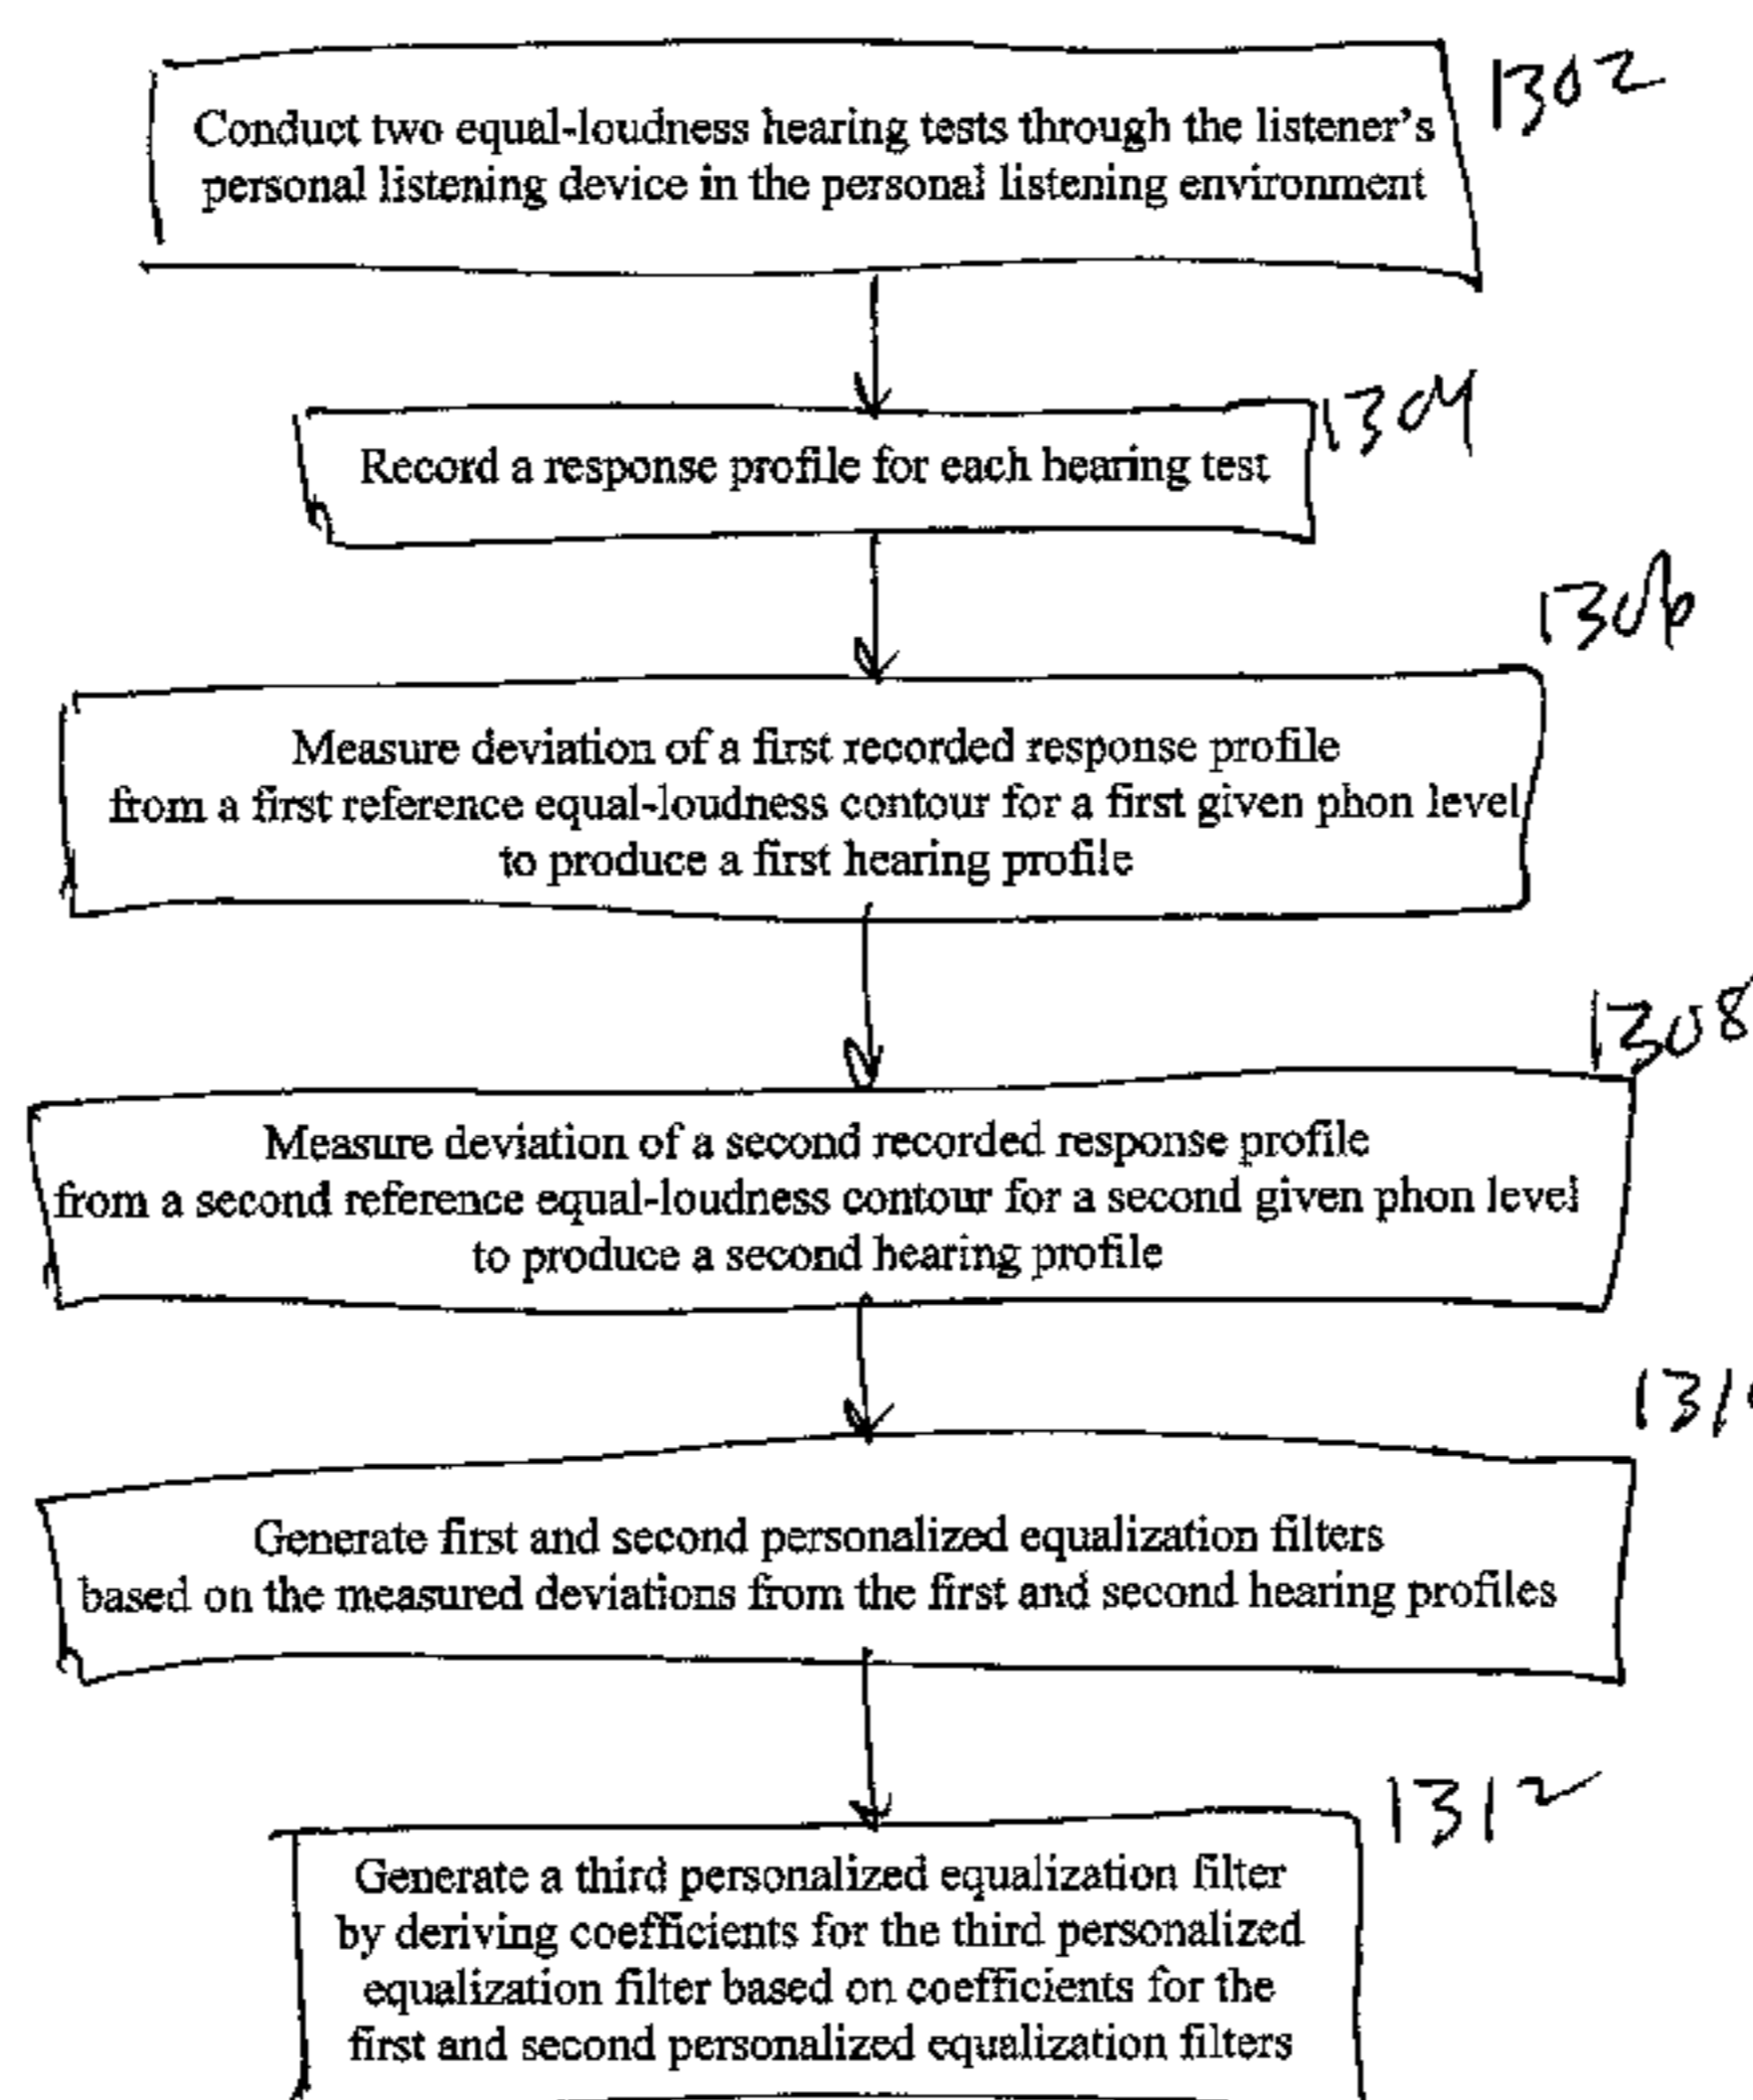 1302
Conduct two equal-loudness hearing tests through the listener's
personal listening device in the personal listening environment
1304
Record a response profile for each hearing test
1306
Measure deviation of a first recorded response profile
from a first reference equal-loudness contour for a first given phon level
to produce a first hearing profile
1308
Measure deviation of a second recorded response profile
from a second reference equal-loudness contour for a second given phon level
to produce a second hearing profile
Generate first and second personalized equalization filters
based on the measured deviations from the first and second hearing profiles
1312
Generate a third personalized equalization filter
by deriving coefficients for the third personalized
equalization filter based on coefficients for the
first and second personalized equalization filters